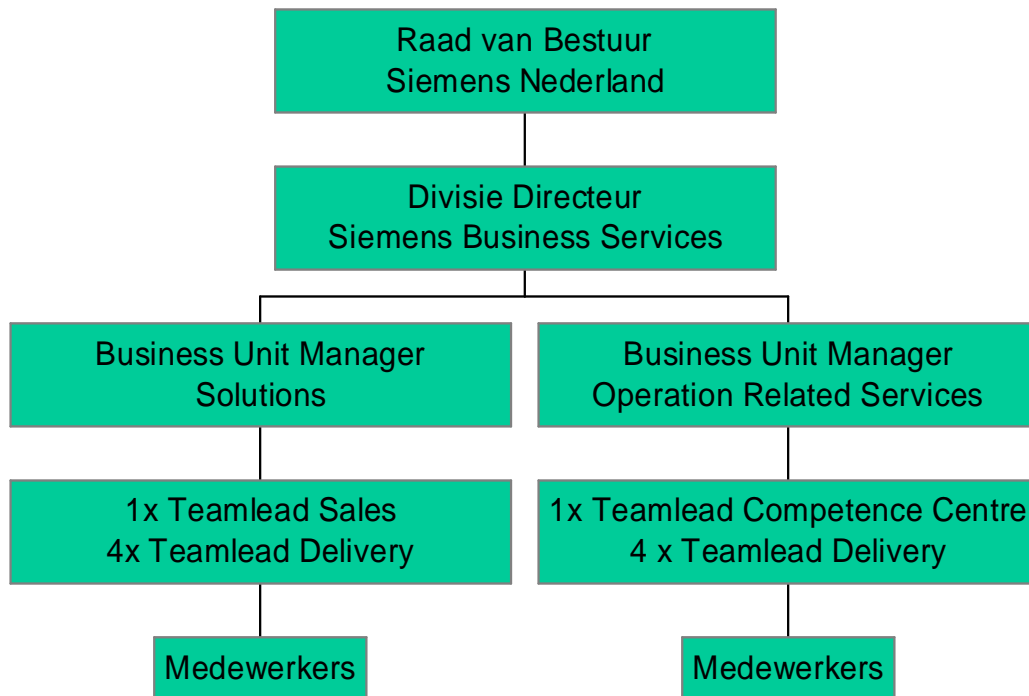 Raad van Bestuur
Siemens Nederland
Divisie Directeur
Siemens Business Services
Business Unit Manager
Solutions
Business Unit Manager
Operation Related Services
1x Teamlead Sales
4x Teamlead Delivery
1x Teamlead Competence Centre
4 x Teamlead Delivery
Medewerkers
Medewerkers